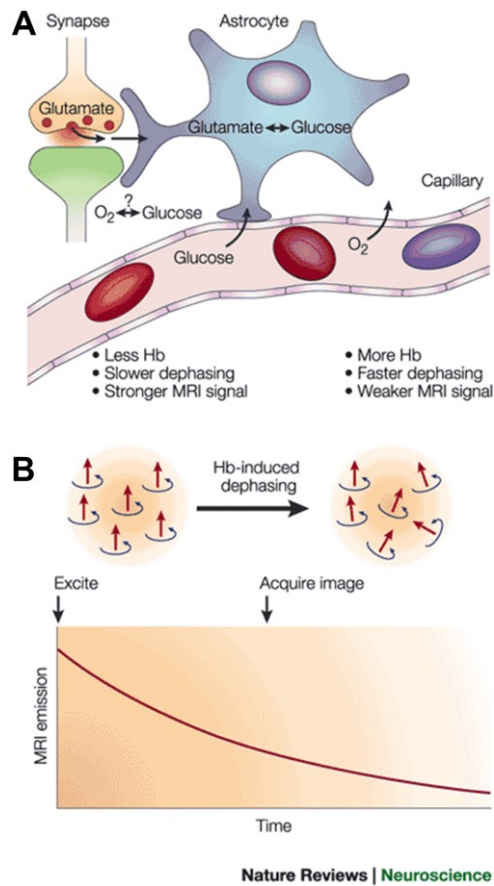 A
Synapse
Astrocyte
Glutamate
Glutamate ↔ Glucose
Capillary
?
O2 ↔ Glucose
Glucose
O2
• Less Hb
• Slower dephasing
• Stronger MRI signal
• More Hb
• Faster dephasing
• Weaker MRI signal
B
Hb-induced
dephasing
Excite
Acquire image
MRI emission
Time
Nature Reviews | Neuroscience